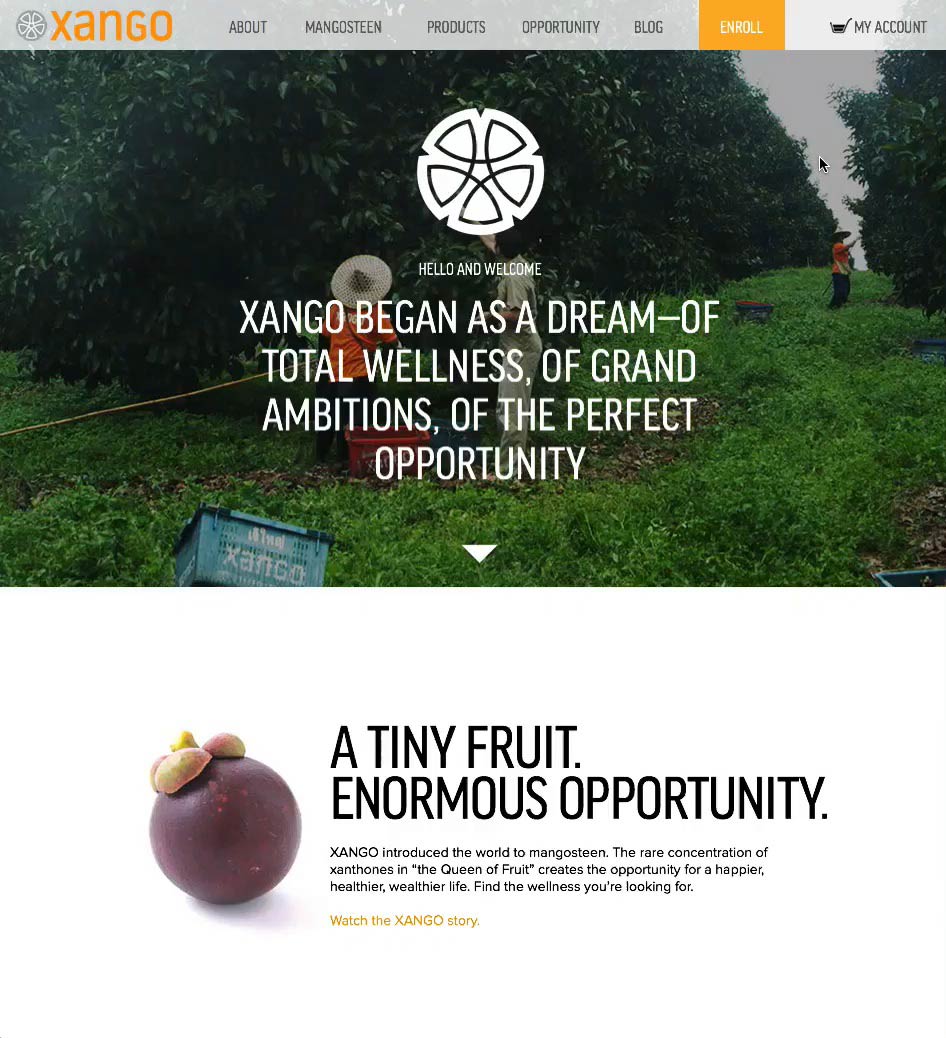 xango
ABOUT
MANGOSTEEN
PRODUCTS
OPPORTUNITY
BLOG
ENROLL
MY ACCOUNT
HELLO AND WELCOME
XANGO BEGAN AS A DREAM—OF
TOTAL WELLNESS, OF GRAND
AMBITIONS, OF THE PERFECT
OPPORTUNITY
xango
A TINY FRUIT.
ENORMOUS OPPORTUNITY.
XANGO introduced the world to mangosteen. The rare concentration of
xanthones in “the Queen of Fruit” creates the opportunity for a happier,
healthier, wealthier life. Find the wellness you’re looking for.
Watch the XANGO story.